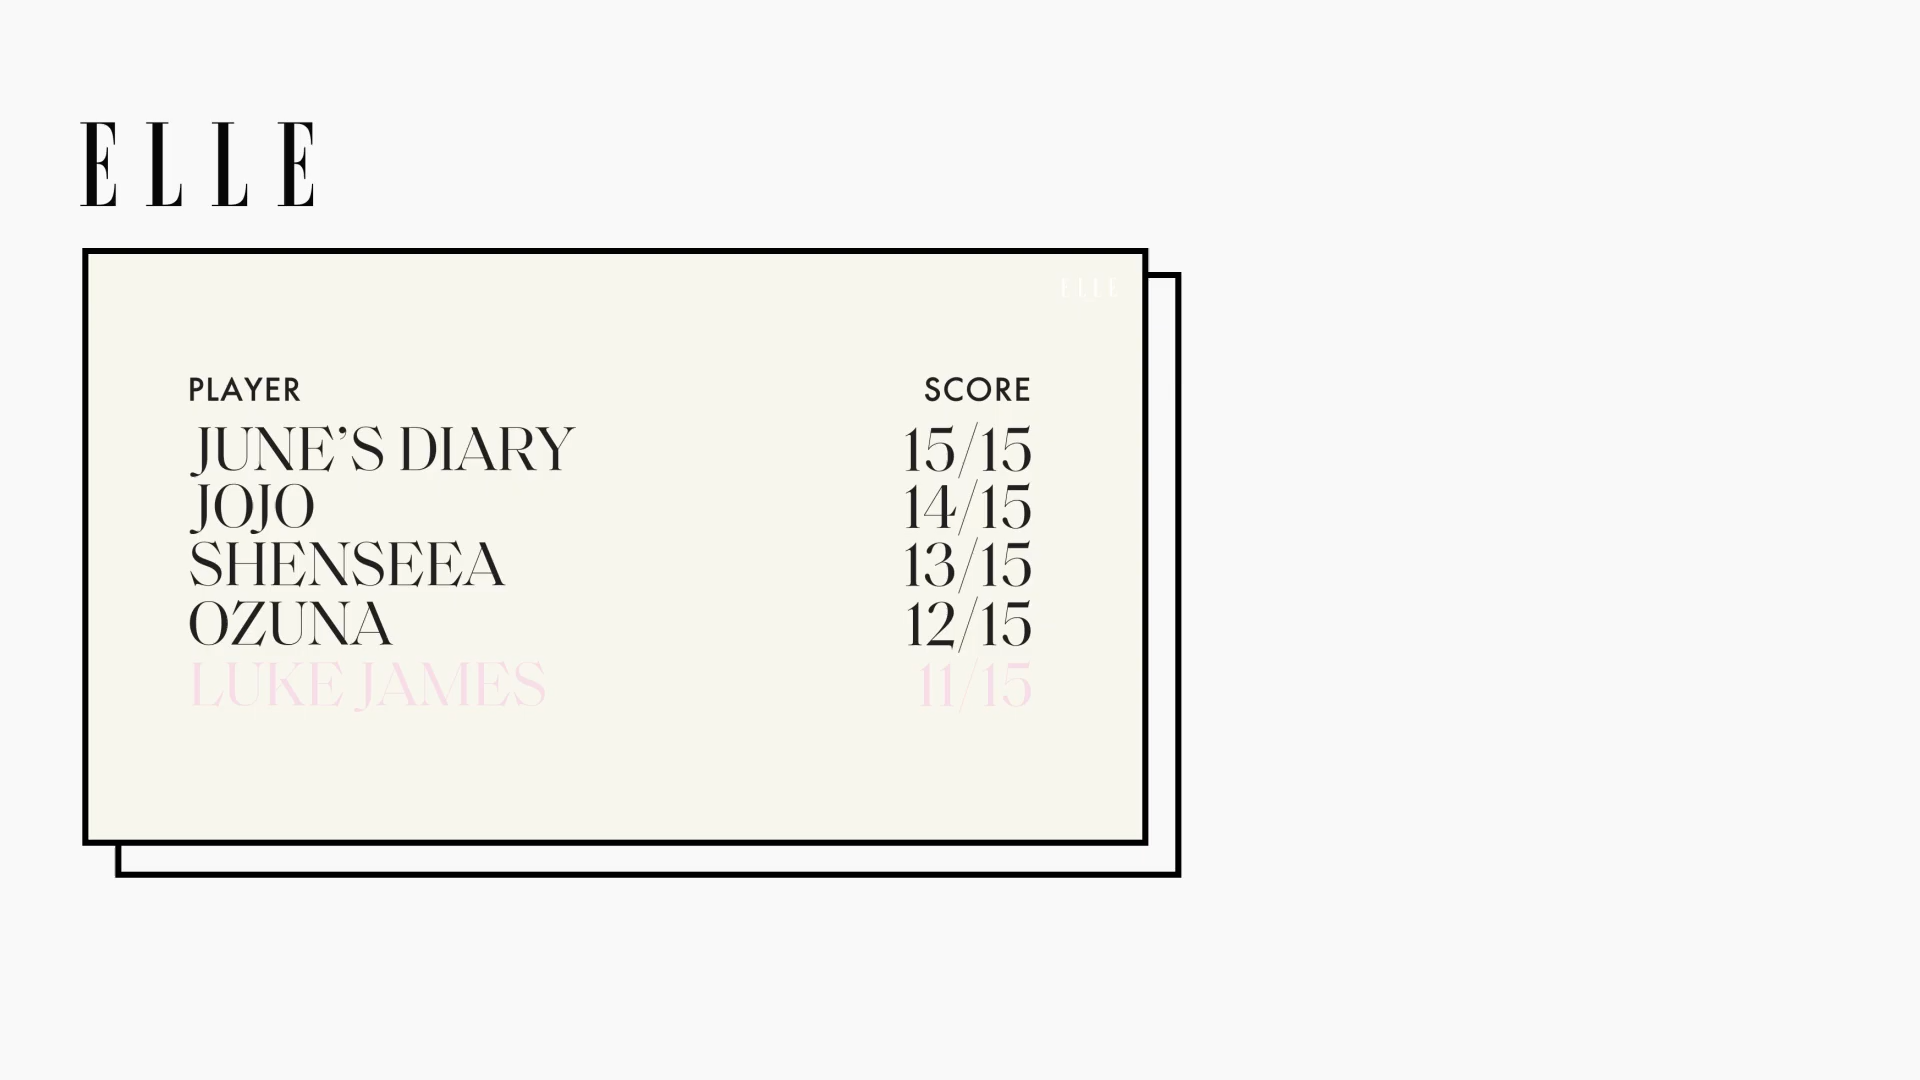 ELLE
ELLE
PLAYER SCORE
JUNE’S DIARY 15/15
JOJO 14/15
SHENSEEA 13/15
OZUNA 12/15
LUKE JAMES 11/15